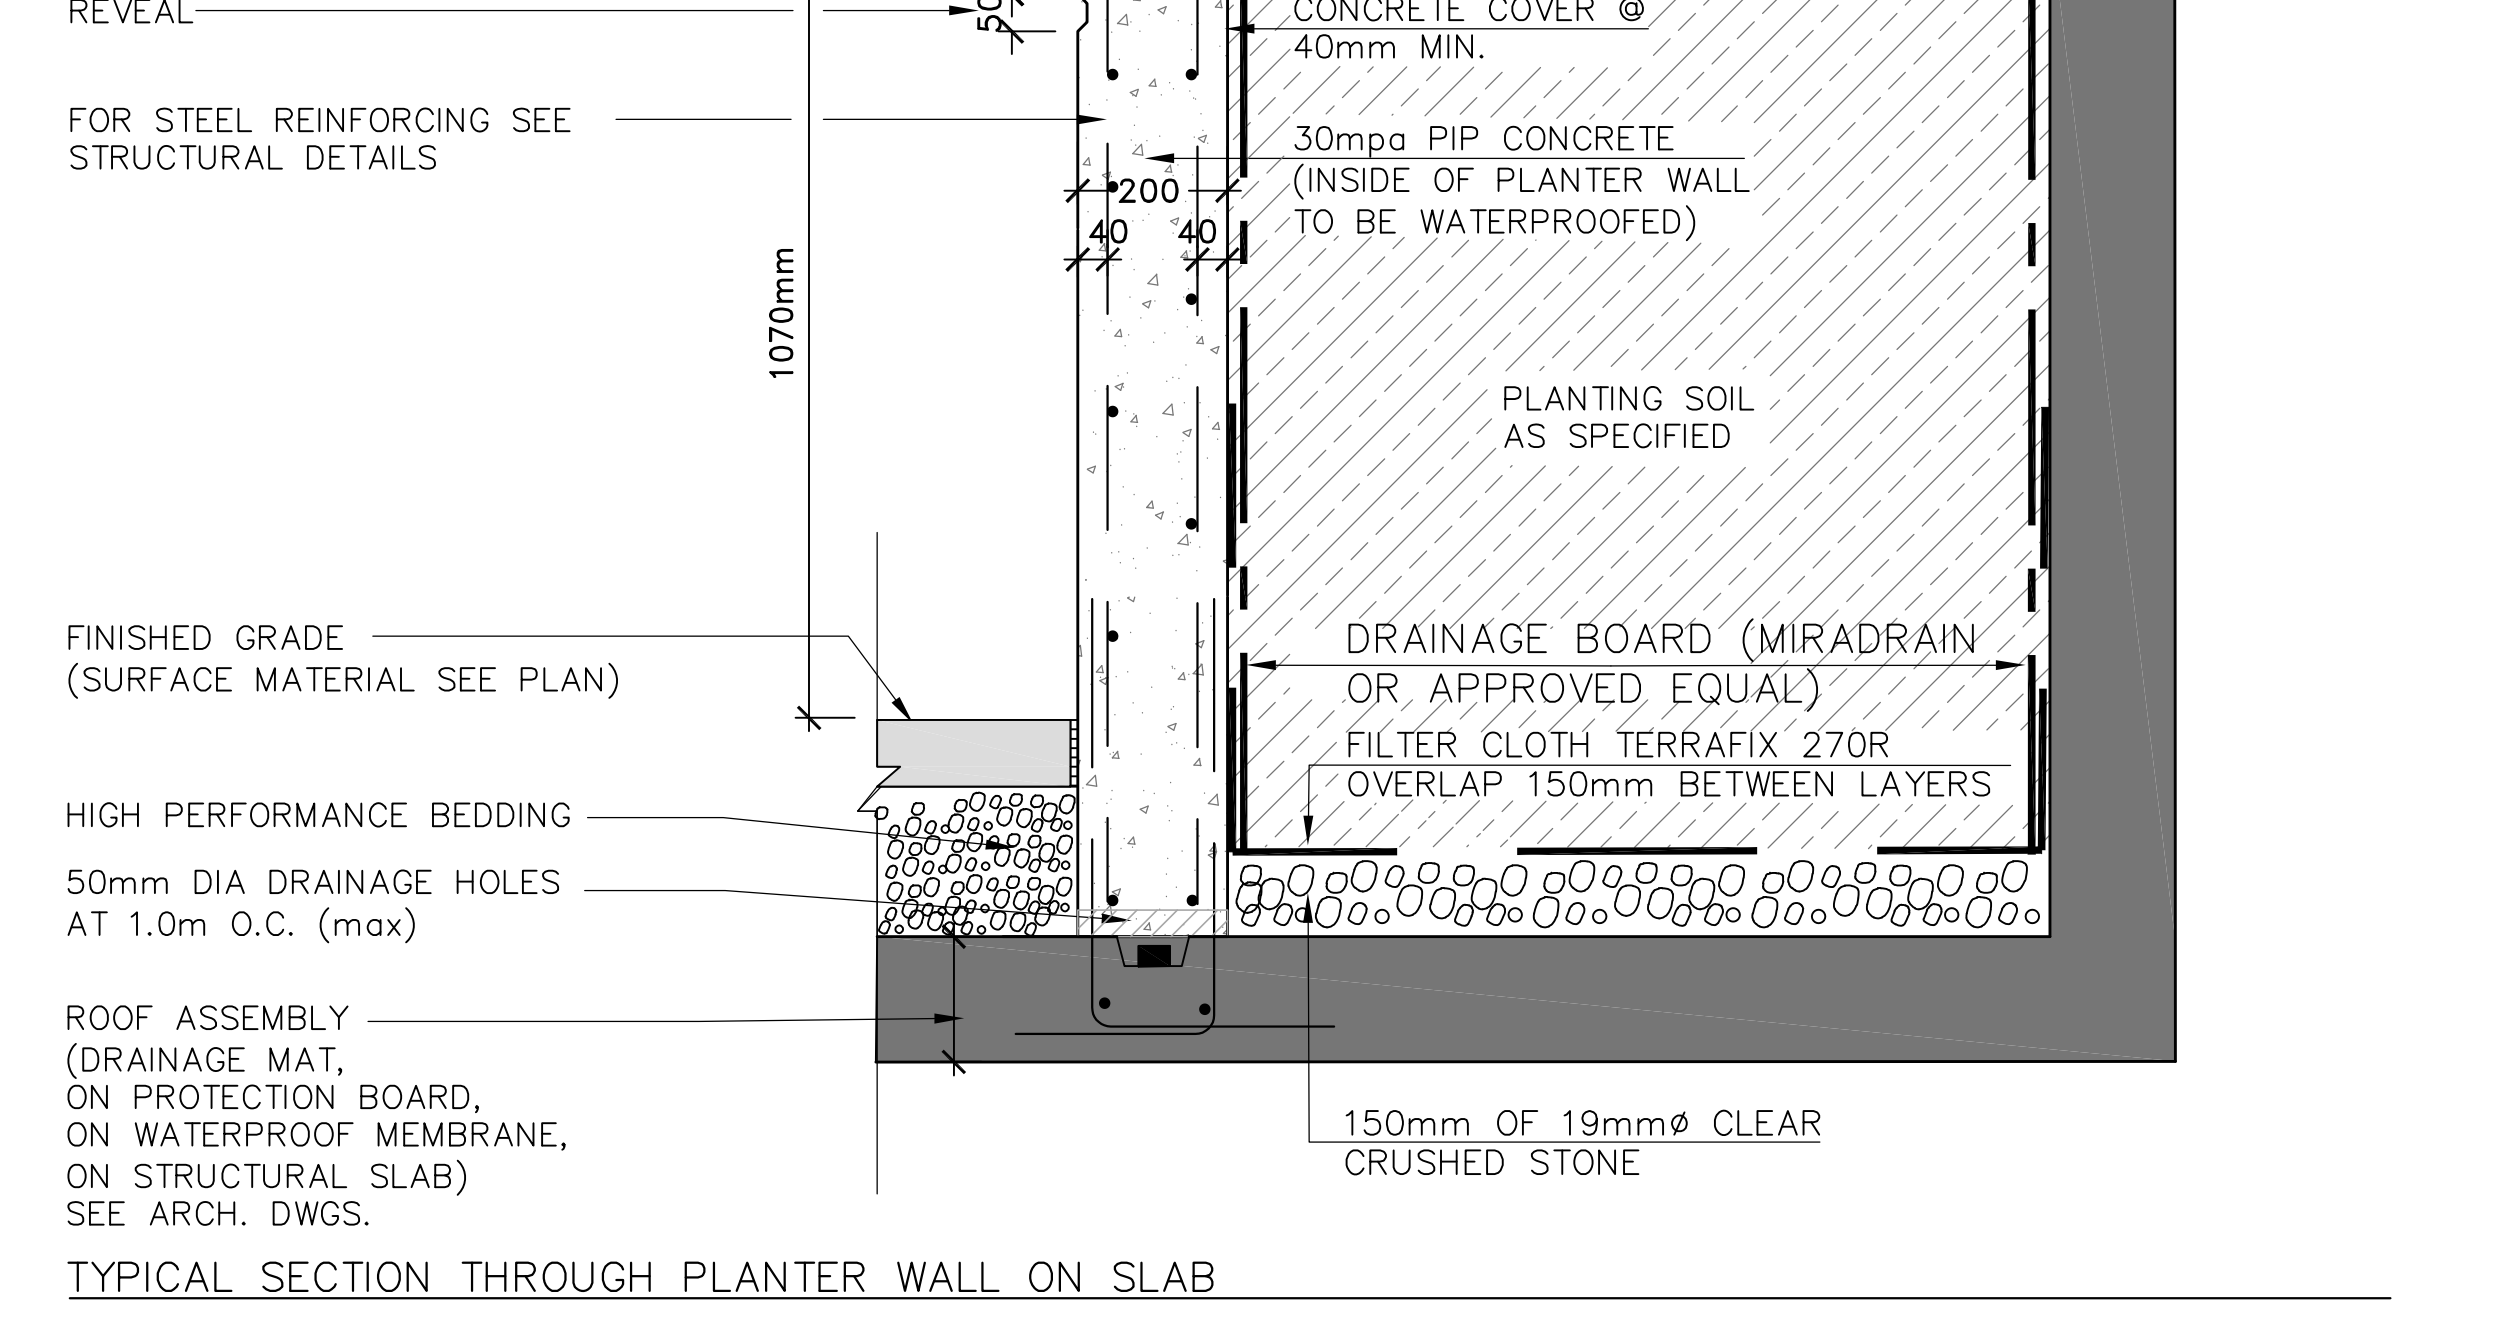 REVEAL
50
CONCRETE COVER @
40mm MIN.
FOR STEEL REINFORCING SEE
STRUCTURAL DETAILS
30mpa PIP CONCRETE
(INSIDE OF PLANTER WALL
TO BE WATERPROOFED)
200
40 40
1070mm
PLANTING SOIL
AS SPECIFIED
FINISHED GRADE
(SURFACE MATERIAL SEE PLAN)
DRAINAGE BOARD (MIRADRAIN
OR APPROVED EQUAL)
FILTER CLOTH TERRAFIX 270R
OVERLAP 150mm BETWEEN LAYERS
HIGH PERFORMANCE BEDDING
50mm DIA DRAINAGE HOLES
AT 1.0m O.C. (max)
ROOF ASSEMBLY
(DRAINAGE MAT,
ON PROTECTION BOARD,
ON WATERPROOF MEMBRANE,
ON STRUCTURAL SLAB)
SEE ARCH. DWGS.
150mm OF 19mmø CLEAR
CRUSHED STONE
TYPICAL SECTION THROUGH PLANTER WALL ON SLAB